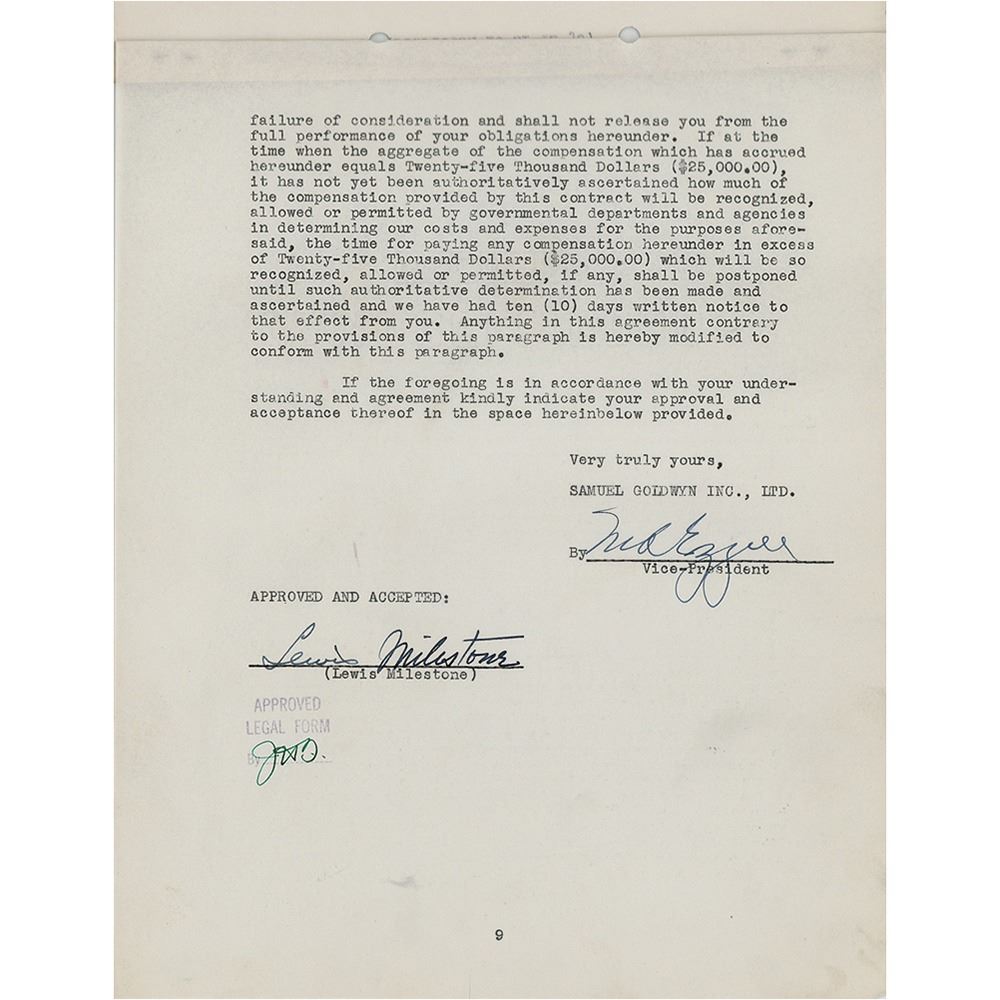 failure of consideration and shall not release you from the
full performance of your obligations hereunder. If at the
time when the aggregate of the compensation which has accrued
hereunder equals Twenty-five Thousand Dollars ($25,000.00),
it has not yet been authoritatively ascertained how much of
the compensation provided by this contract will be recognized,
allowed or permitted by governmental departments and agencies
in determining our costs and expenses for the purposes afore-
said, the time for paying any compensation hereunder in excess
of Twenty-five Thousand Dollars ($25,000.00) which will be so
recognized, allowed or permitted, if any, shall be postponed
until such authoritative determination has been made and
ascertained and we have had ten (10) days written notice to
that effect from you. Anything in this agreement contrary
to the provisions of this paragraph is hereby modified to
conform with this paragraph.
If the foregoing is in accordance with your under-
standing and agreement kindly indicate your approval and
acceptance thereof in the space hereinbelow provided.
Very truly yours,
SAMUEL GOLDWYN INC., LTD.
By
Vice-President
APPROVED AND ACCEPTED:
Lewis Milestone
(Lewis Milestone)
APPROVED
LEGAL FORM
By
9